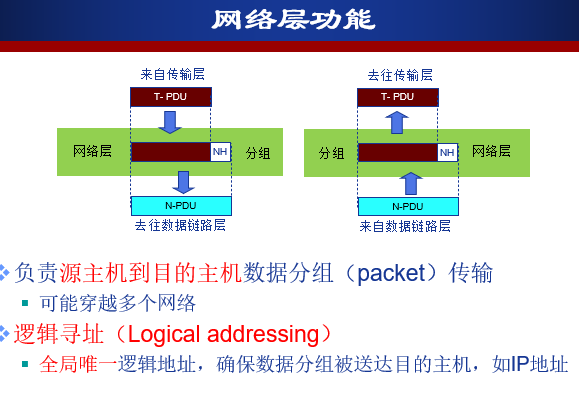 网络层功能
来自传输层
T- PDU
网络层
NH
分组
N-PDU
去往数据链路层
去往传输层
T- PDU
分组
NH
网络层
N-PDU
来自数据链路层
负责源主机到目的主机数据分组（packet）传输
可能穿越多个网络
逻辑寻址（Logical addressing）
全局唯一逻辑地址，确保数据分组被送达目的主机，如IP地址